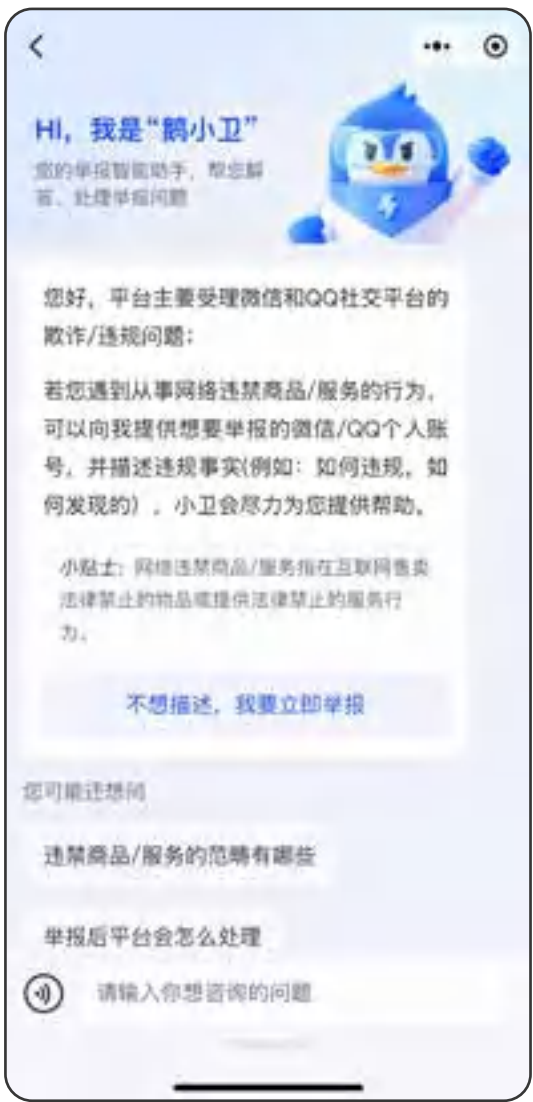 HI，我是“鹅小卫”
您的举报智能助手，帮您解
答、处理举报问题
您好，平台主要受理微信和QQ社交平台的
欺诈/违规问题：
若您遇到从事网络违禁商品/服务的行为，
可以向我提供想要举报的微信/QQ个人账
号，并描述违规事实(例如：如何违规，如
何发现的），小卫会尽力为您提供帮助。
小贴士：网络违禁商品/服务指在互联网售卖
法律禁止的物品或提供法律禁止的服务行
为。
不想描述，我要立即举报
您可能还想问
违禁商品/服务的范畴有哪些
举报后平台会怎么处理
请输入你想咨询的问题